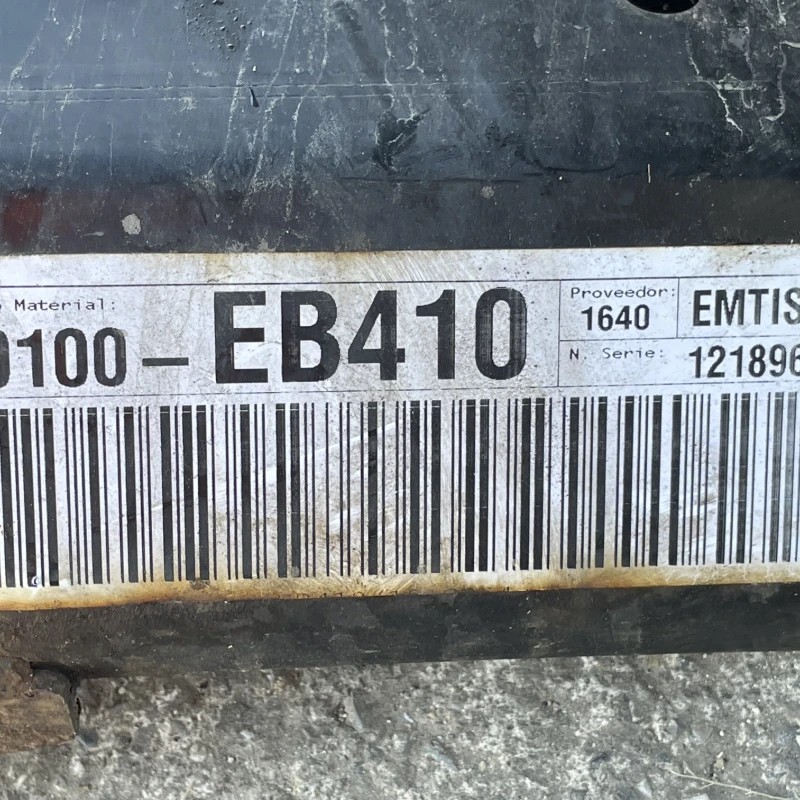 Material:
0100-EB410
Proveedor:
1640
EMTIS
N. Serie:
121896